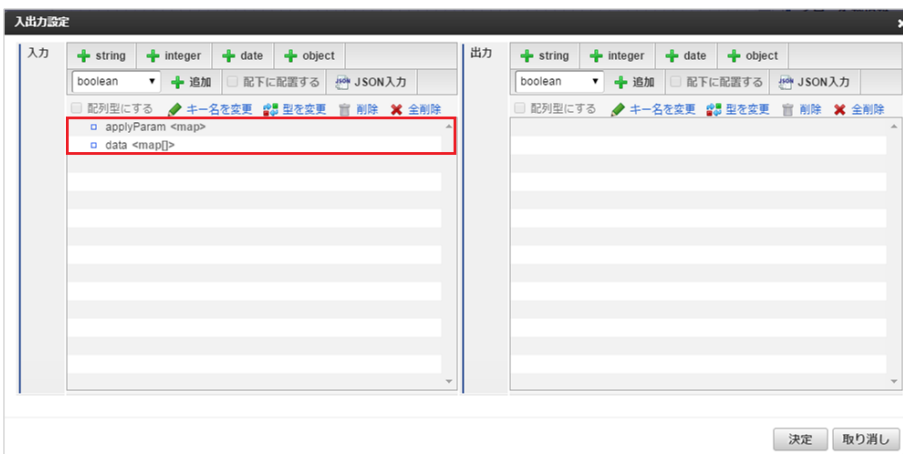 入出力設定
入力
string integer date object
boolean 追加 配下に配置する JSON入力
配列型にする キー名を変更 型を変更 削除 全削除
applyParam <map>
data <map[]>
出力
string integer date object
boolean 追加 配下に配置する JSON入力
配列型にする キー名を変更 型を変更 削除 全削除
決定 取り消し